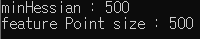 minHessian : 500
feature Point size : 500